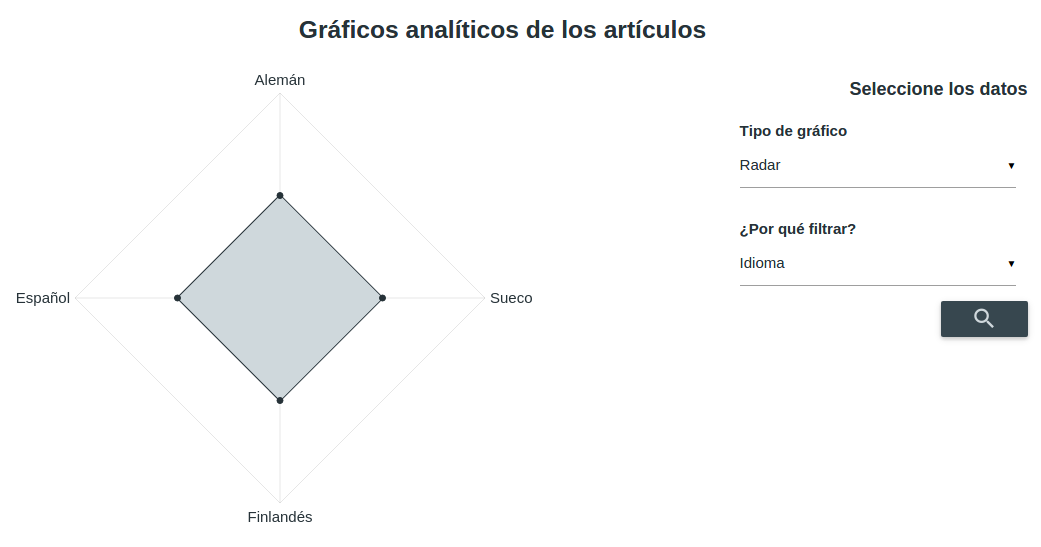 Gráficos analíticos de los artículos
Alemán
Español
Sueco
Finlandés
Seleccione los datos
Tipo de gráfico
Radar
¿Por qué filtrar?
Idioma